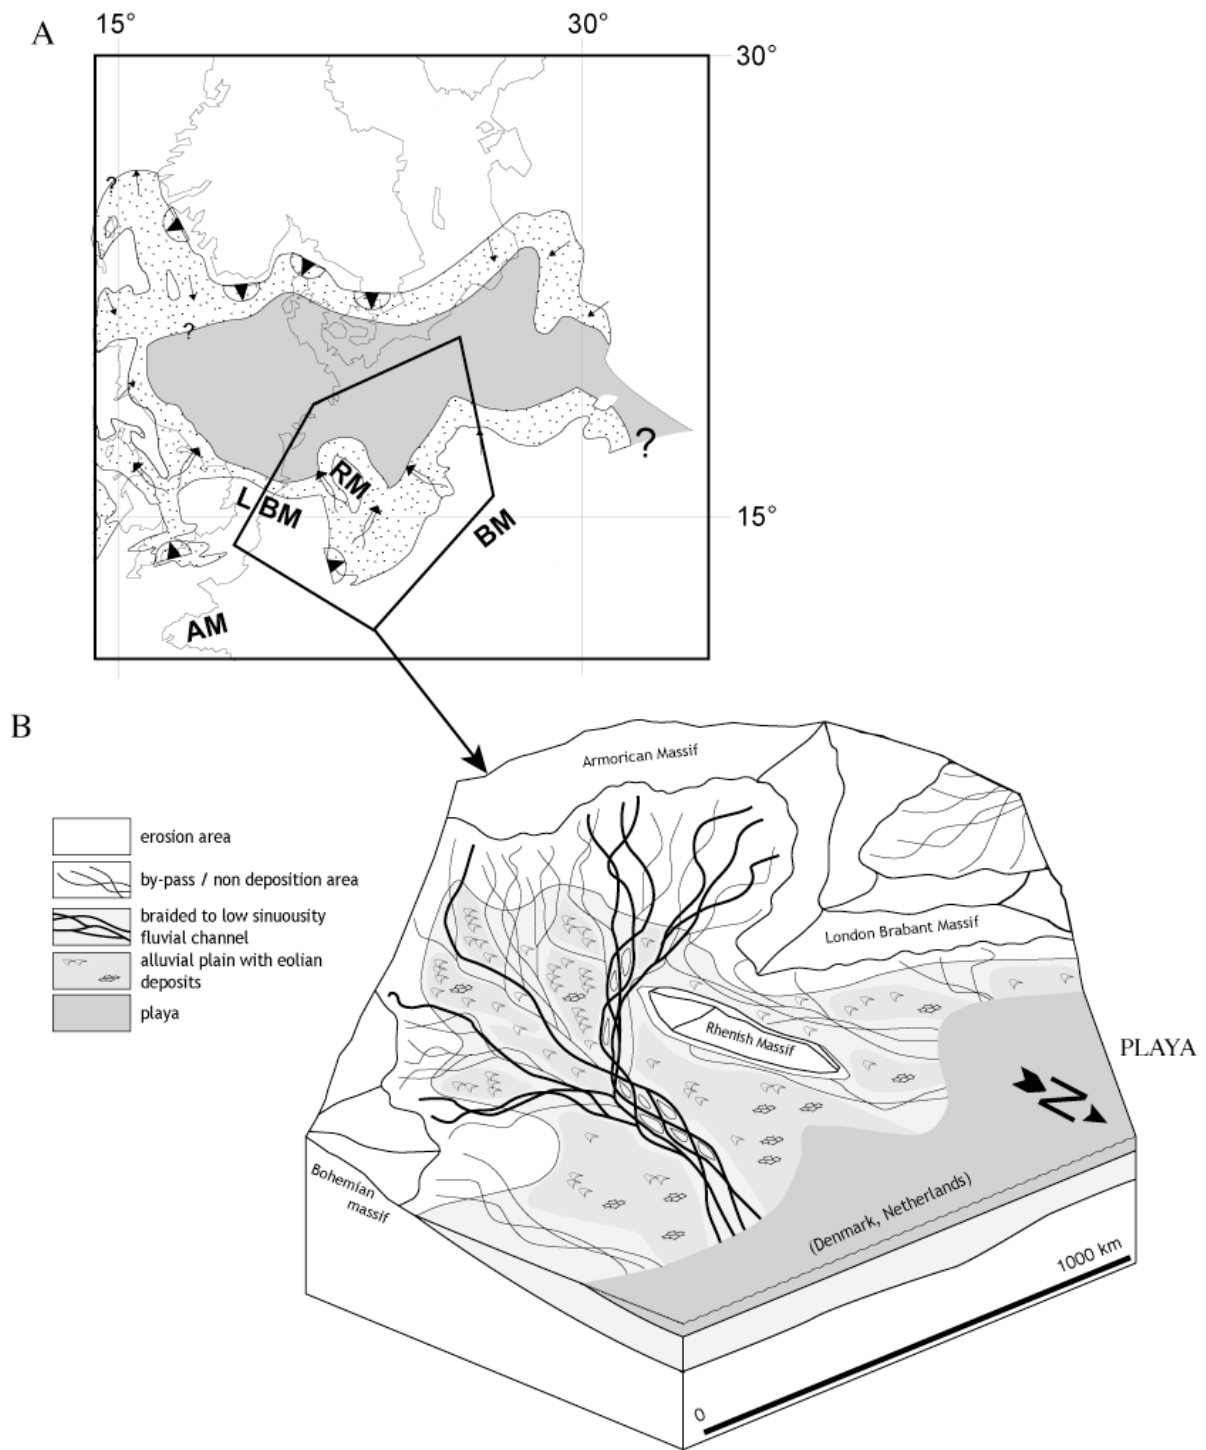 A
15°
30°
30°
?
?
RM
?
L BM
15°
BM
AM
B
Armorican Massif
erosion area
by-pass / non deposition area
braided to low sinuousity
fluvial channel
alluvial plain with eolian
deposits
playa
London Brabant Massif
Rhenish Massif
PLAYA
N
Bohemian
massif
(Denmark, Netherlands)
1000 km
0